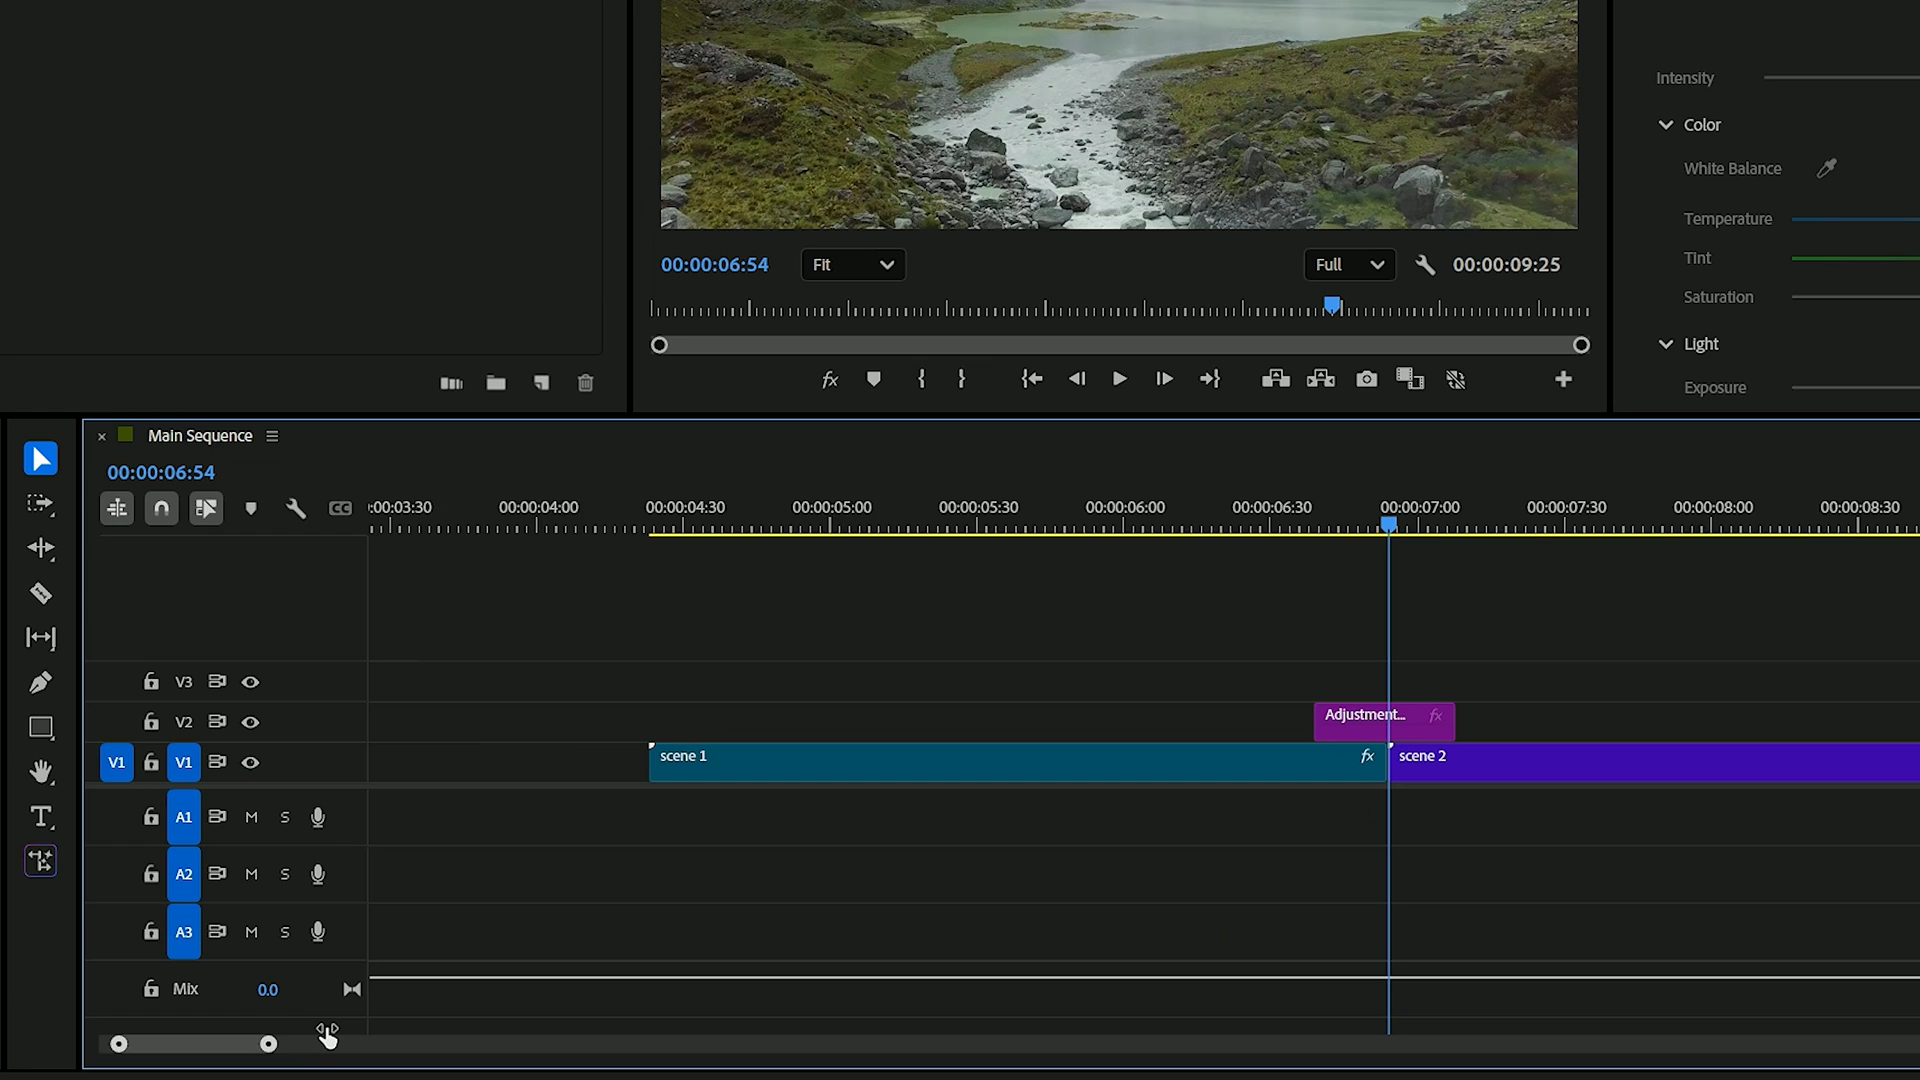 Intensity
Color
White Balance
Temperature
Tint
Saturation
Light
Exposure
00:00:06:54
Fit
Full
00:00:09:25
fx
Main Sequence
00:00:06:54
CC
:00:03:30
00:00:04:00
00:00:04:30
00:00:05:00
00:00:05:30
00:00:06:00
00:00:06:30
00:00:07:00
00:00:07:30
00:00:08:00
00:00:08:30
V3
V2
Adjustment... fx
V1 V1
scene 1 fx
scene 2
A1 M S
A2 M S
A3 M S
Mix 0.0